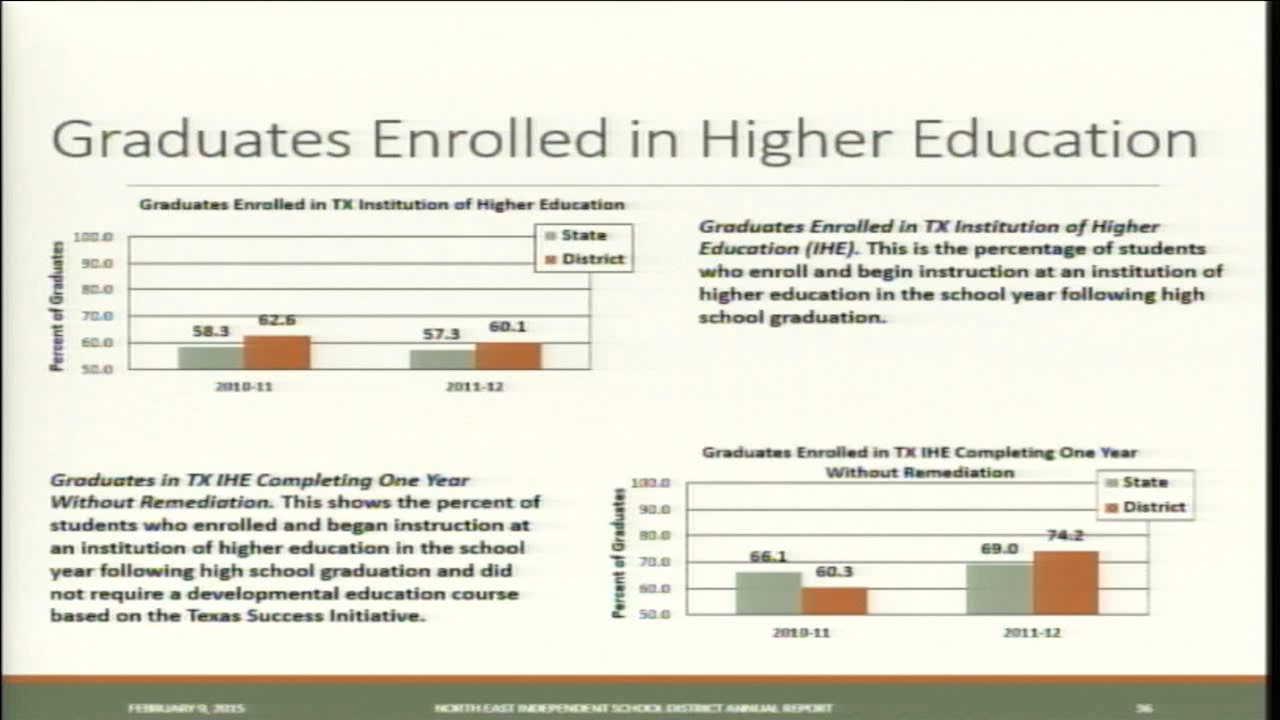 Graduates Enrolled in Higher Education
Graduates Enrolled in TX Institution of Higher Education
Percent of Graduates
100.0
90.0
80.0
70.0
60.0
50.0
State
District
58.3
62.6
57.3
60.1
2010-11
2011-12
Graduates Enrolled in TX Institution of Higher
Education (IHE). This is the percentage of students
who enroll and begin instruction at an institution of
higher education in the school year following high
school graduation.
Graduates in TX IHE Completing One Year
Without Remediation. This shows the percent of
students who enrolled and began instruction at
an institution of higher education in the school
year following high school graduation and did
not require a developmental education course
based on the Texas Success Initiative.
Graduates Enrolled in TX IHE Completing One Year
Without Remediation
Percent of Graduates
100.0
90.0
80.0
70.0
60.0
50.0
State
District
66.1
60.3
69.0
74.2
2010-11
2011-12
FEBRUARY 9, 2015
NORTH EAST INDEPENDENT SCHOOL DISTRICT ANNUAL REPORT
36